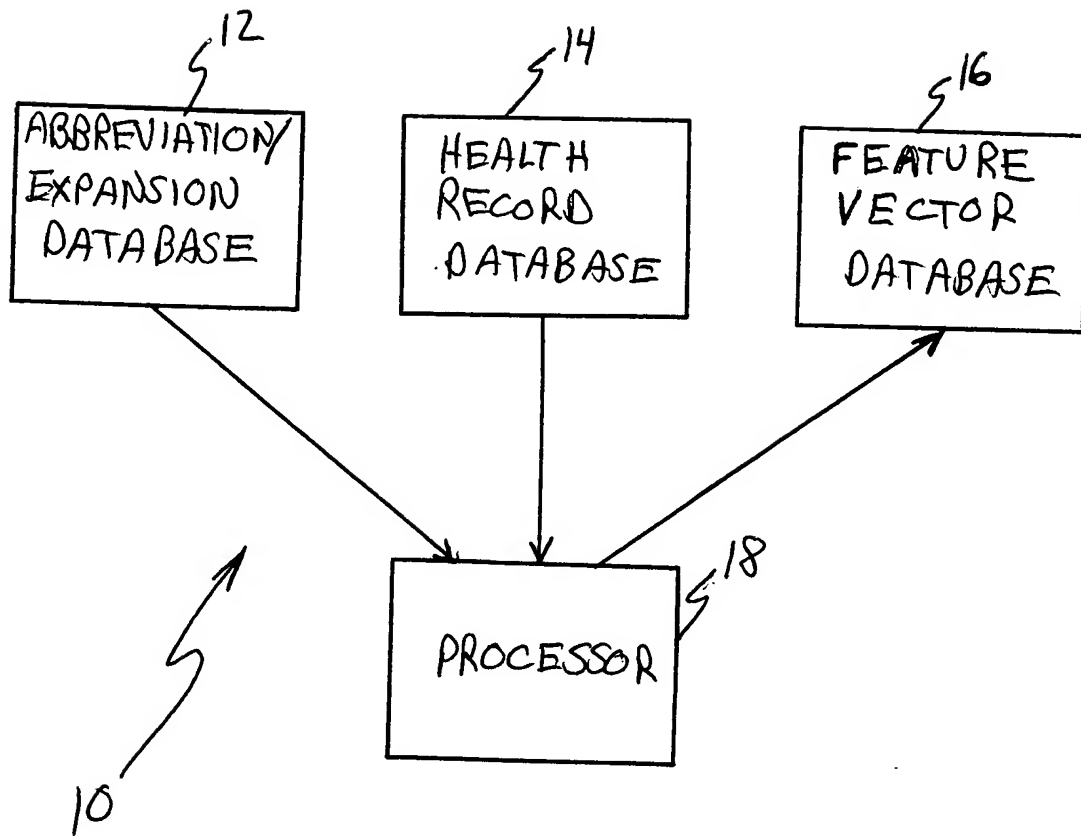 12
14
16
ABBREVIATION/
EXPANSION
DATABASE
HEALTH
RECORD
DATABASE
FEATURE
VECTOR
DATABASE
18
PROCESSOR
10